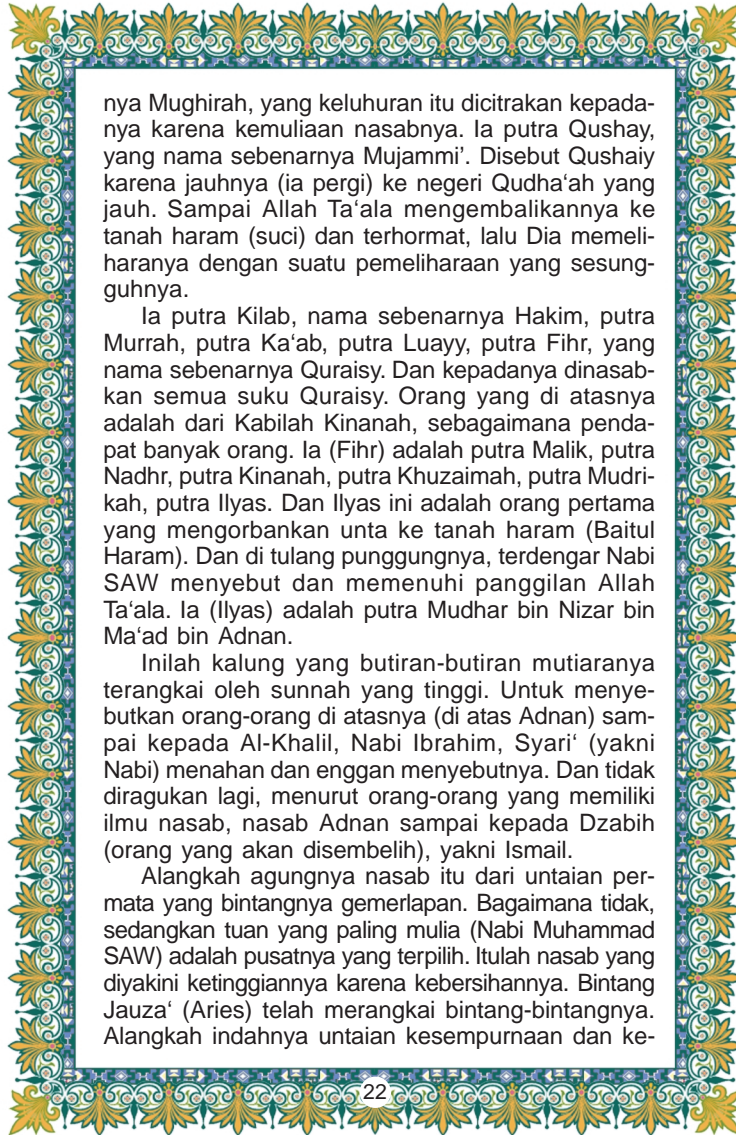 nya Mughirah, yang keluhuran itu dicitrakan kepada-
nya karena kemuliaan nasabnya. Ia putra Qushay,
yang nama sebenarnya Mujammi’. Disebut Qushaiy
karena jauhnya (ia pergi) ke negeri Qudha‘ah yang
jauh. Sampai Allah Ta‘ala mengembalikannya ke
tanah haram (suci) dan terhormat, lalu Dia memeli-
haranya dengan suatu pemeliharaan yang sesung-
guhnya.
Ia putra Kilab, nama sebenarnya Hakim, putra
Murrah, putra Ka‘ab, putra Luayy, putra Fihr, yang
nama sebenarnya Quraisy. Dan kepadanya dinasab-
kan semua suku Quraisy. Orang yang di atasnya
adalah dari Kabilah Kinanah, sebagaimana penda-
pat banyak orang. Ia (Fihr) adalah putra Malik, putra
Nadhr, putra Kinanah, putra Khuzaimah, putra Mudri-
kah, putra Ilyas. Dan Ilyas ini adalah orang pertama
yang mengorbankan unta ke tanah haram (Baitul
Haram). Dan di tulang punggungnya, terdengar Nabi
SAW menyebut dan memenuhi panggilan Allah
Ta‘ala. Ia (Ilyas) adalah putra Mudhar bin Nizar bin
Ma‘ad bin Adnan.
Inilah kalung yang butiran-butiran mutiaranya
terangkai oleh sunnah yang tinggi. Untuk menye-
butkan orang-orang di atasnya (di atas Adnan) sam-
pai kepada Al-Khalil, Nabi Ibrahim, Syari‘ (yakni
Nabi) menahan dan enggan menyebutnya. Dan tidak
diragukan lagi, menurut orang-orang yang memiliki
ilmu nasab, nasab Adnan sampai kepada Dzabih
(orang yang akan disembelih), yakni Ismail.
Alangkah agungnya nasab itu dari untaian per-
mata yang bintangnya gemerlapan. Bagaimana tidak,
sedangkan tuan yang paling mulia (Nabi Muhammad
SAW) adalah pusatnya yang terpilih. Itulah nasab yang
diyakini ketinggiannya karena kebersihannya. Bintang
Jauza‘ (Aries) telah merangkai bintang-bintangnya.
Alangkah indahnya untaian kesempurnaan dan ke-
22